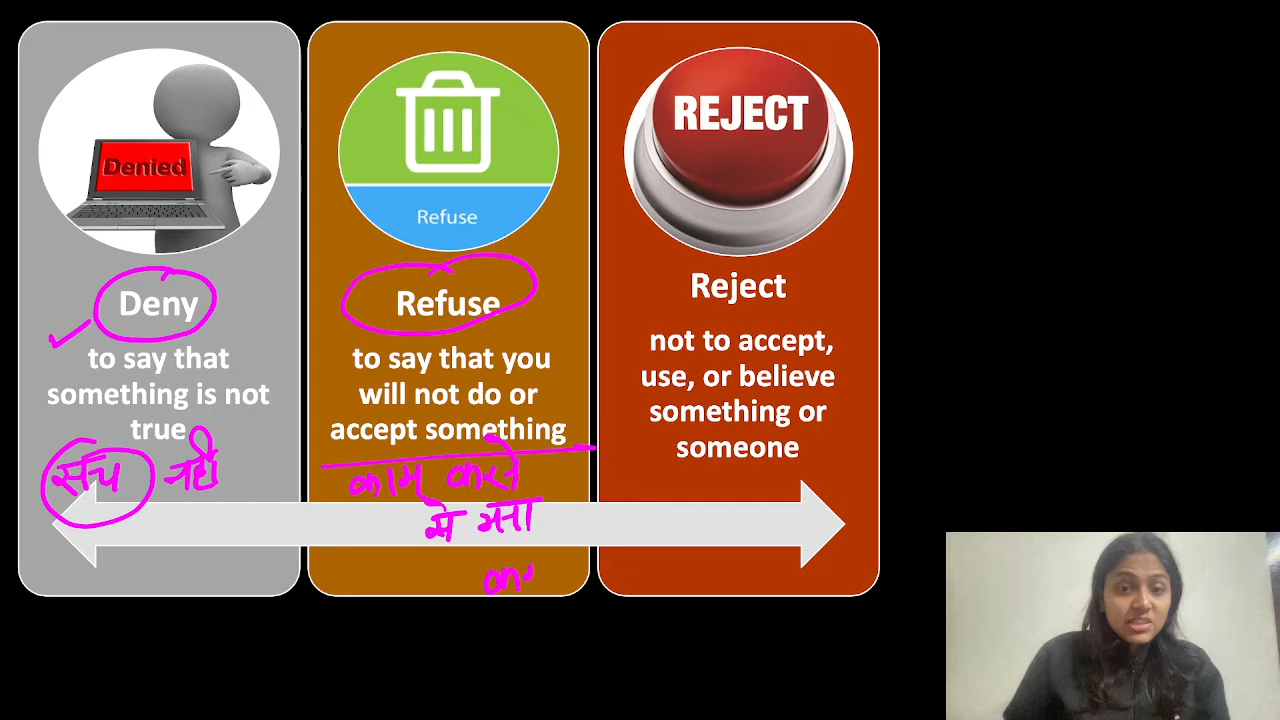 Denied
Deny
to say that
something is not
true
सच नही
Refuse
Refuse
to say that you
will not do or
accept something
काम करने
से मना
REJECT
Reject
not to accept,
use, or believe
something or
someone